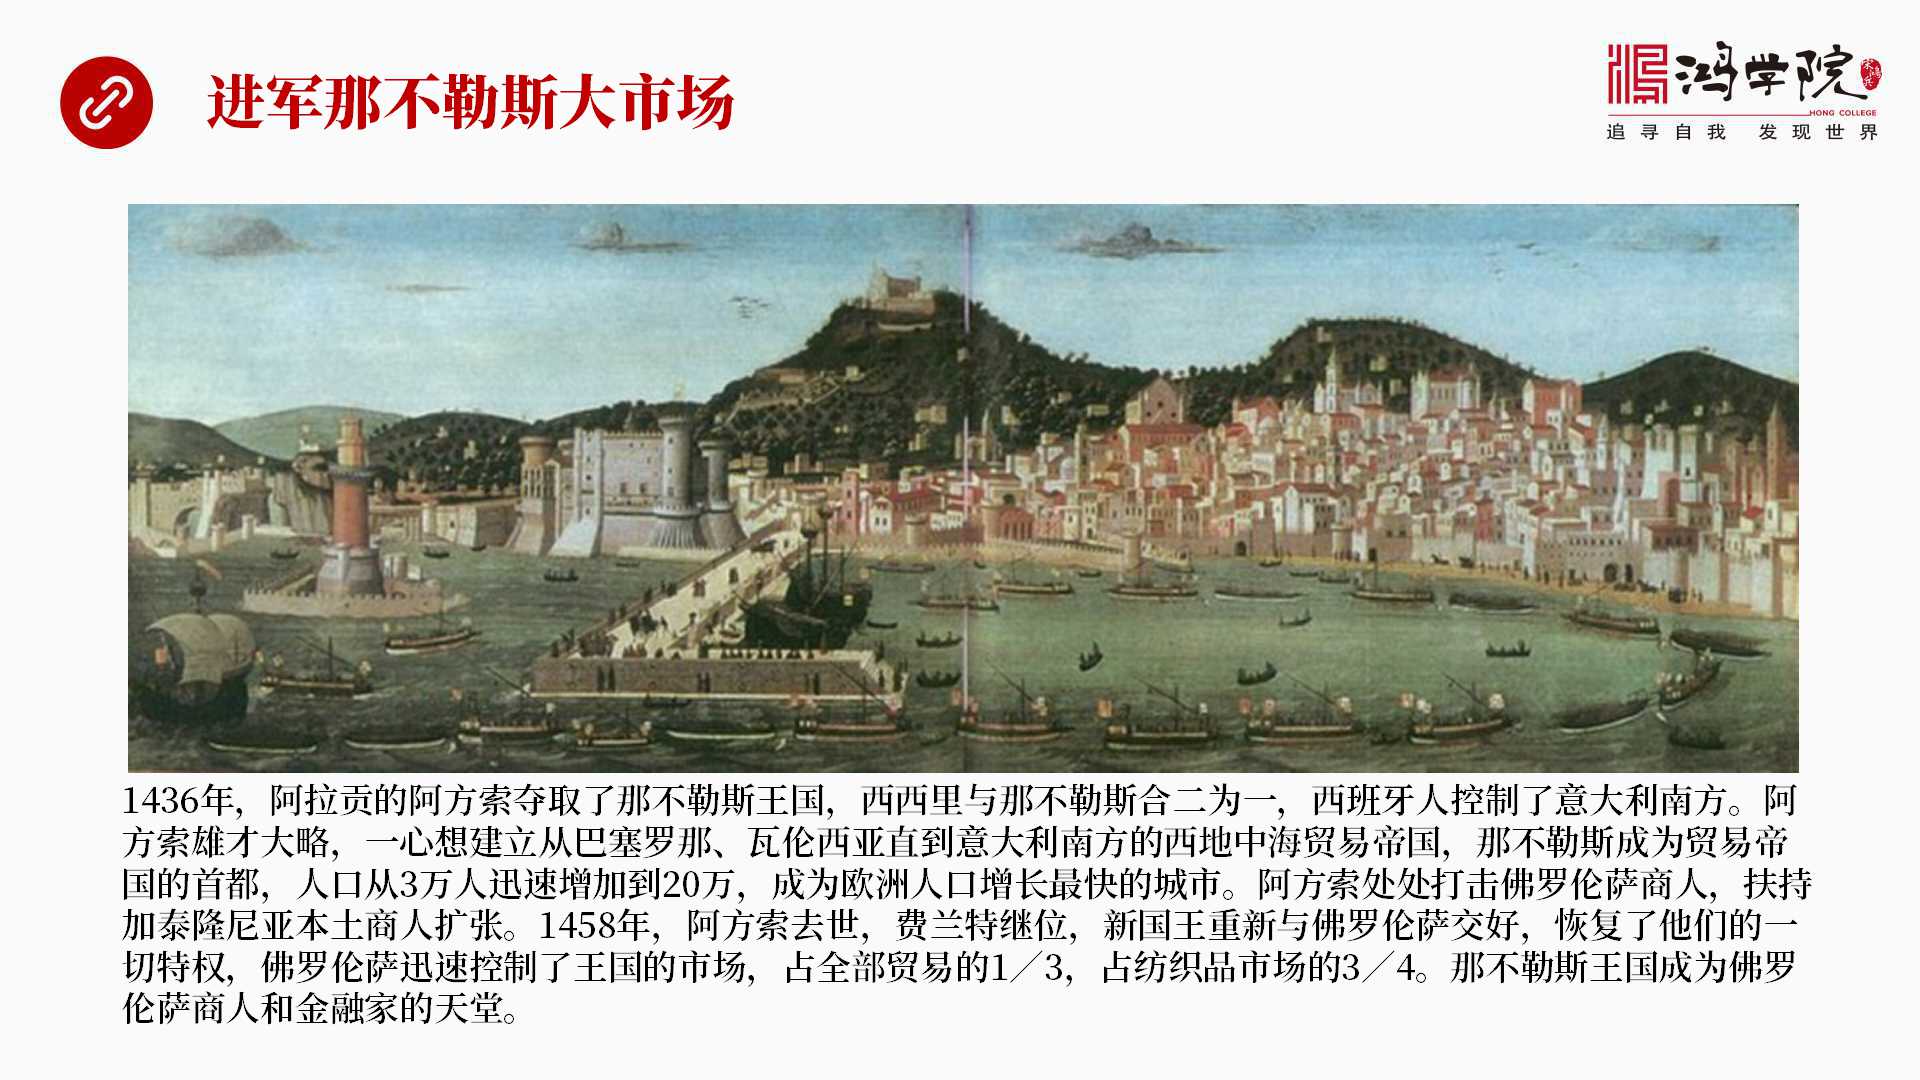 进军那不勒斯大市场
鸿学院
宋鸿兵
HONG COLLEGE
追寻自我 发现世界
1436年，阿拉贡的阿方索夺取了那不勒斯王国，西西里与那不勒斯合二为一，西班牙人控制了意大利南方。阿
方索雄才大略，一心想建立从巴塞罗那、瓦伦西亚直到意大利南方的西地中海贸易帝国，那不勒斯成为贸易帝
国的首都，人口从3万人迅速增加到20万，成为欧洲人口增长最快的城市。阿方索处处打击佛罗伦萨商人，扶持
加泰隆尼亚本土商人扩张。1458年，阿方索去世，费兰特继位，新国王重新与佛罗伦萨交好，恢复了他们的一
切特权，佛罗伦萨迅速控制了王国的市场，占全部贸易的1／3，占纺织品市场的3／4。那不勒斯王国成为佛罗
伦萨商人和金融家的天堂。